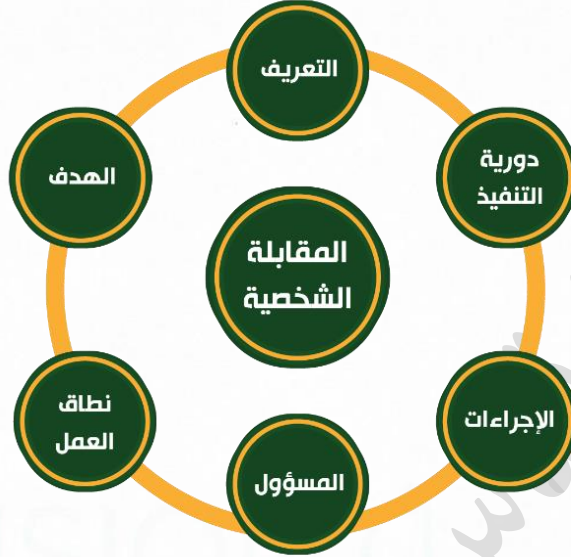 التعريف
دورية
التنفيذ
الهدف
المقابلة
الشخصية
الإجراءات
نطاق
العمل
المسؤول